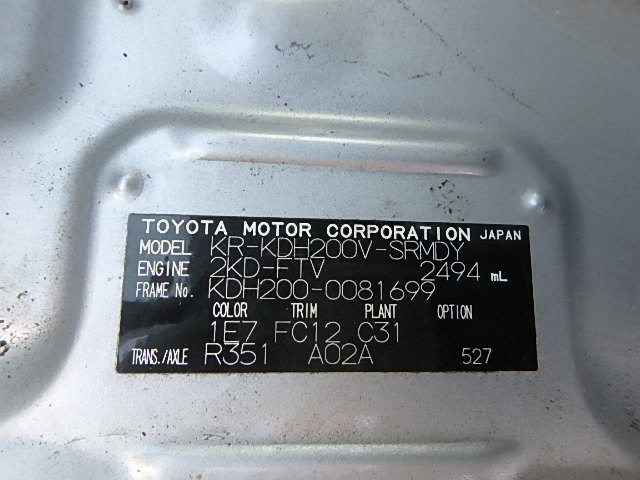 TOYOTA MOTOR CORPORATION JAPAN
MODEL KR-KDH200V-SRMDY
ENGINE 2KD-FTV 2494 mL
FRAME No. KDH200-0081699
COLOR TRIM PLANT OPTION
1E7 FC12 C31
TRANS./AXLE R351 A02A 527